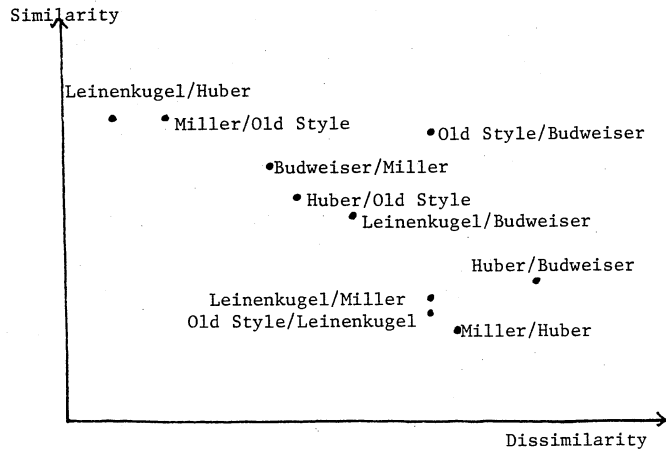 Similarity
Leinenkugel/Huber
Miller/Old Style
Old Style/Budweiser
Budweiser/Miller
Huber/Old Style
Leinenkugel/Budweiser
Huber/Budweiser
Leinenkugel/Miller
Old Style/Leinenkugel
Miller/Huber
Dissimilarity